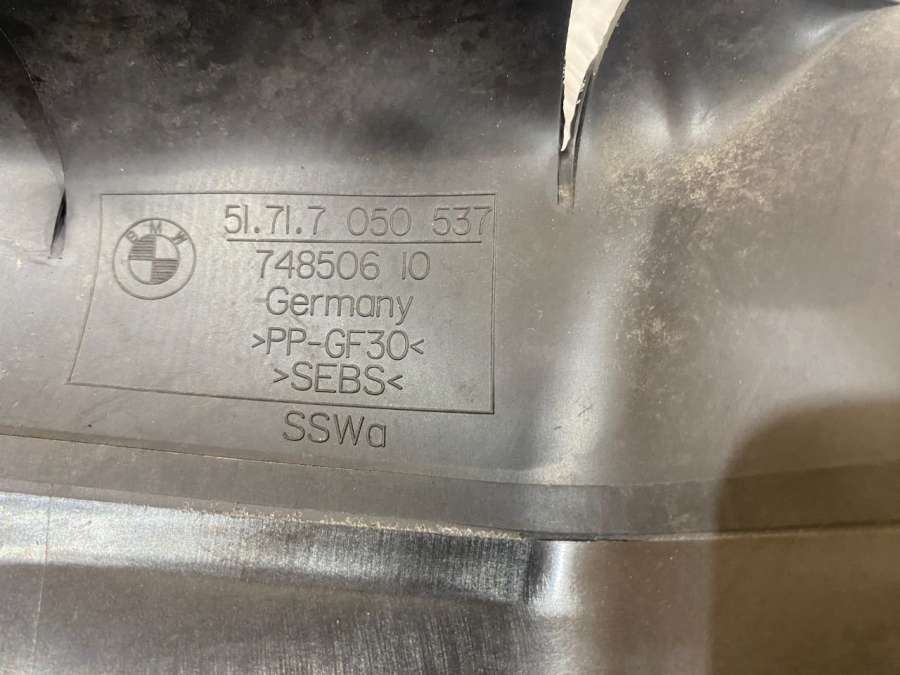 BMW
51.71.7 050 537
748506 10
Germany
>PP-GF30<
>SEBS<
SSWa